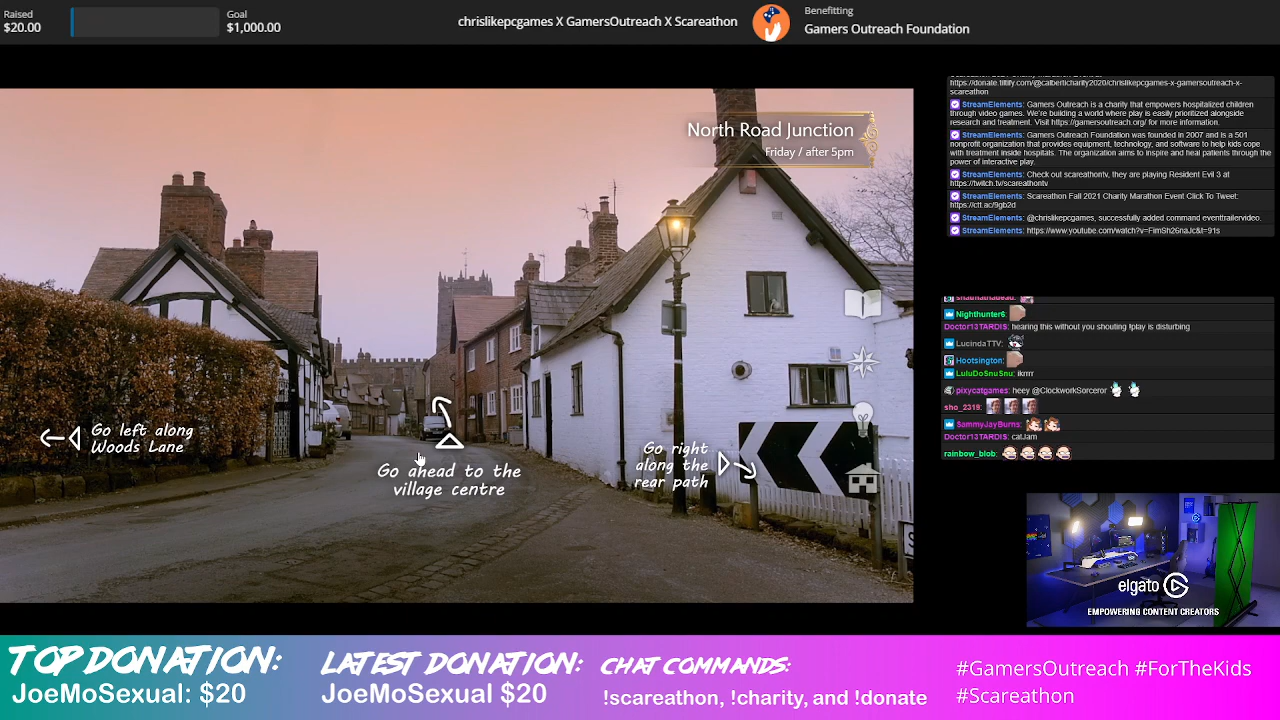 Raised
$20.00
Goal
$1,000.00
chrislikepcgames X GamersOutreach X Scareathon
Benefitting
Gamers Outreach Foundation
North Road Junction
Friday / after 5pm
Go left along
Woods Lane
Go ahead to the
village centre
Go right
along the
rear path
https://donate.tiltify.com/@calberticharity2020/chrislikepcgames-x-gamersoutreach-x-
scareathon
StreamElements: Gamers Outreach is a charity that empowers hospitalized children
through video games. We're building a world where play is easily prioritized alongside
research and treatment. Visit https://gamersoutreach.org/ for more information.
StreamElements: Gamers Outreach Foundation was founded in 2007 and is a 501
nonprofit organization that provides equipment, technology, and software to help kids cope
with treatment inside hospitals. The organization aims to inspire and heal patients through the
power of interactive play.
StreamElements: Check out scareathontv, they are playing Resident Evil 3 at
https://twitch.tv/scareathontv
StreamElements: Scareathon Fall 2021 Charity Marathon Event Click To Tweet:
https://ctt.ac/9gb2d
StreamElements: @chrislikepcgames, successfully added command eventtrailervideo.
StreamElements: https://www.youtube.com/watch?v=FimSh26naJc&t=91s
Nighthunter6:
Doctor13TARDIS: hearing this without you shouting !play is disturbing
LucindaTTV:
Hootsington:
LuluDoSnuSnu: ikrrr
pixycatgames: heey @ClockworkSorceror
sho_2319:
SammyJayBurns:
Doctor13TARDIS: catJam
rainbow_blob:
elgato
EMPOWERING CONTENT CREATORS
TOP DONATION:
JoeMoSexual: $20
LATEST DONATION:
JoeMoSexual $20
CHAT COMMANDS:
!scareathon, !charity, and !donate
#GamersOutreach #ForTheKids
#Scareathon